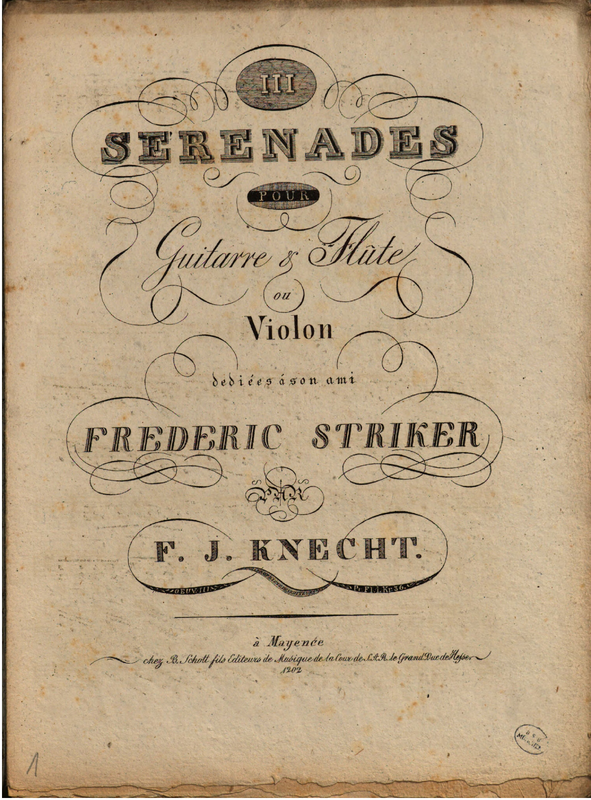 III
SERENADES
POUR
Guitarre & Flûte
ou
Violon
dediées á son ami
FREDERIC STRIKER
PAR
F. J. KNECHT.
à Mayence
chez B. Schott fils Editeurs de Musique de la Cour de S.A.R. le Grand Duc de Hesse
1202
1